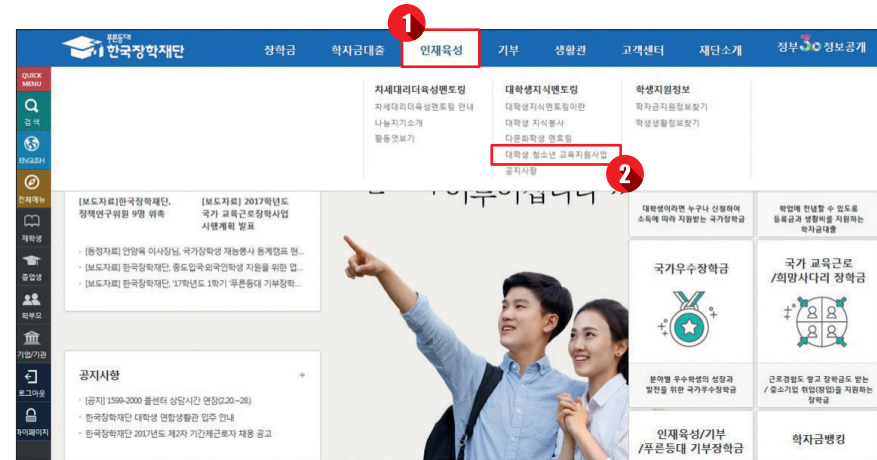 1
푸른등대
한국장학재단
장학금
학자금대출
인재육성
기부
생활관
고객센터
재단소개
정부3.0 정보공개
QUICK
MENU
검색
ENGLISH
전체메뉴
재학생
졸업생
학부모
기업/기관
로그아웃
마이페이지
차세대리더육성멘토링
차세대리더육성멘토링 안내
나눔지기소개
활동엿보기
대학생지식멘토링
대학생지식멘토링이란
대학생 지식봉사
다문화학생 멘토링
대학생 청소년 교육지원사업
공지사항
2
학생지원정보
학자금지원정보찾기
학생생활정보찾기
[보도자료]한국장학재단,
정책연구위원 9명 위촉
[보도자료] 2017학년도
국가 교육근로장학사업
시행계획 발표
· [동정자료] 안양옥 이사장님, 국가장학생 재능봉사 동계캠프 현...
· [보도자료] 한국장학재단, 중도입국·외국인학생 지원을 위한 업...
· [보도자료] 한국장학재단, '17학년도 1학기 '푸른등대 기부장학...
공지사항
+
· [공지] 1599-2000 콜센터 상담시간 연장(2.20.~28)
· 한국장학재단 대학생 연합생활관 입주 안내
· 한국장학재단 2017년도 제2차 기간제근로자 채용 공고
대학생이라면 누구나 신청하여
소득에 따라 지원받는 국가장학금
학업에 전념할 수 있도록
등록금과 생활비를 지원하는
학자금대출
국가우수장학금
분야별 우수학생의 성장과
발전을 위한 국가우수장학금
국가 교육근로
/희망사다리 장학금
근로경험도 쌓고 장학금도 받는
/ 중소기업 취업(창업)을 지원하는
장학금
인재육성/기부
/푸른등대 기부장학금
학자금뱅킹